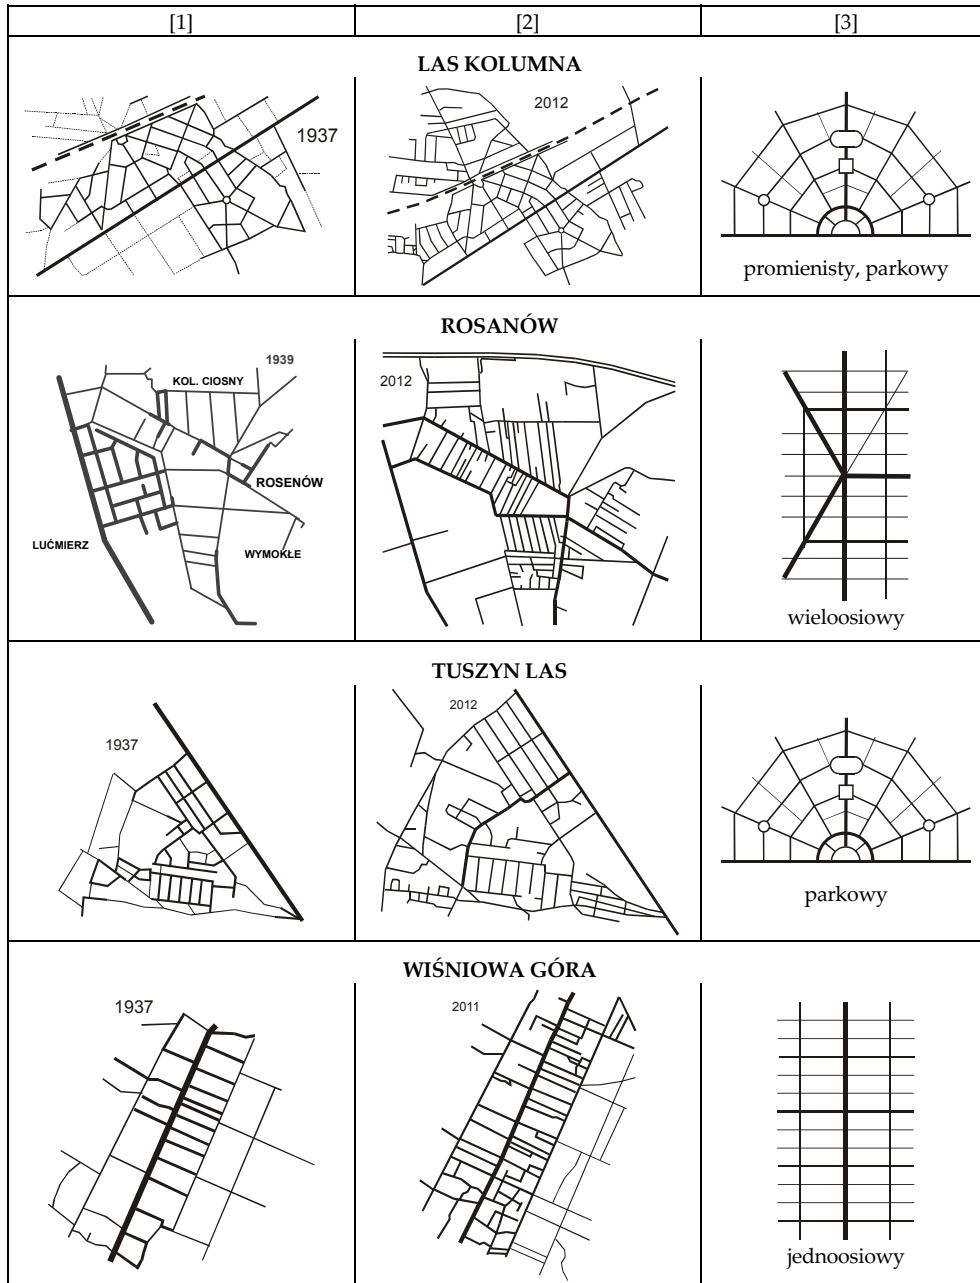 [1] [2] [3]
LAS KOLUMNA
1937
2012
promienisty, parkowy
ROSANÓW
1939
KOL. CIOSNY
ROSENÓW
LUĆMIERZ
WYMOKŁE
2012
wieloosiowy
TUSZYN LAS
1937
2012
parkowy
WIŚNIOWA GÓRA
1937
2011
jednoosiowy